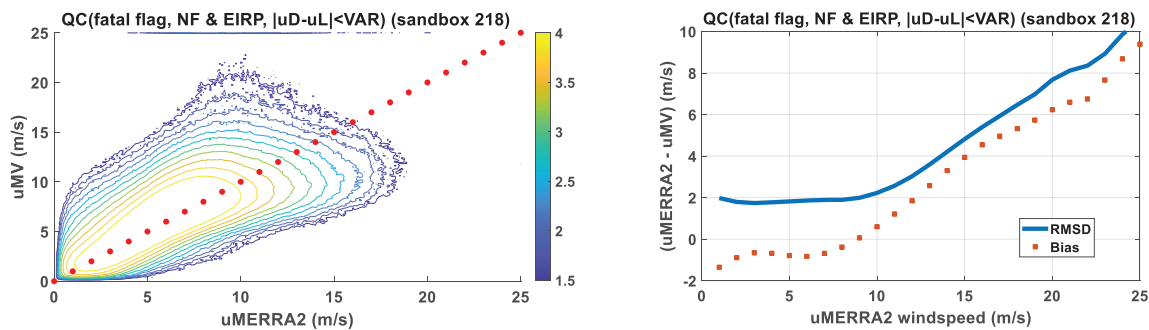 QC(fatal flag, NF & EIRP, |uD-uL|<VAR) (sandbox 218)
25
20
15
10
5
0
uMV (m/s)
0 5 10 15 20 25
uMERRA2 (m/s)
4
3.5
3
2.5
2
1.5
QC(fatal flag, NF & EIRP, |uD-uL|<VAR) (sandbox 218)
10
8
6
4
2
0
-2
(uMERRA2 - uMV) (m/s)
RMSD
Bias
0 5 10 15 20 25
uMERRA2 windspeed (m/s)